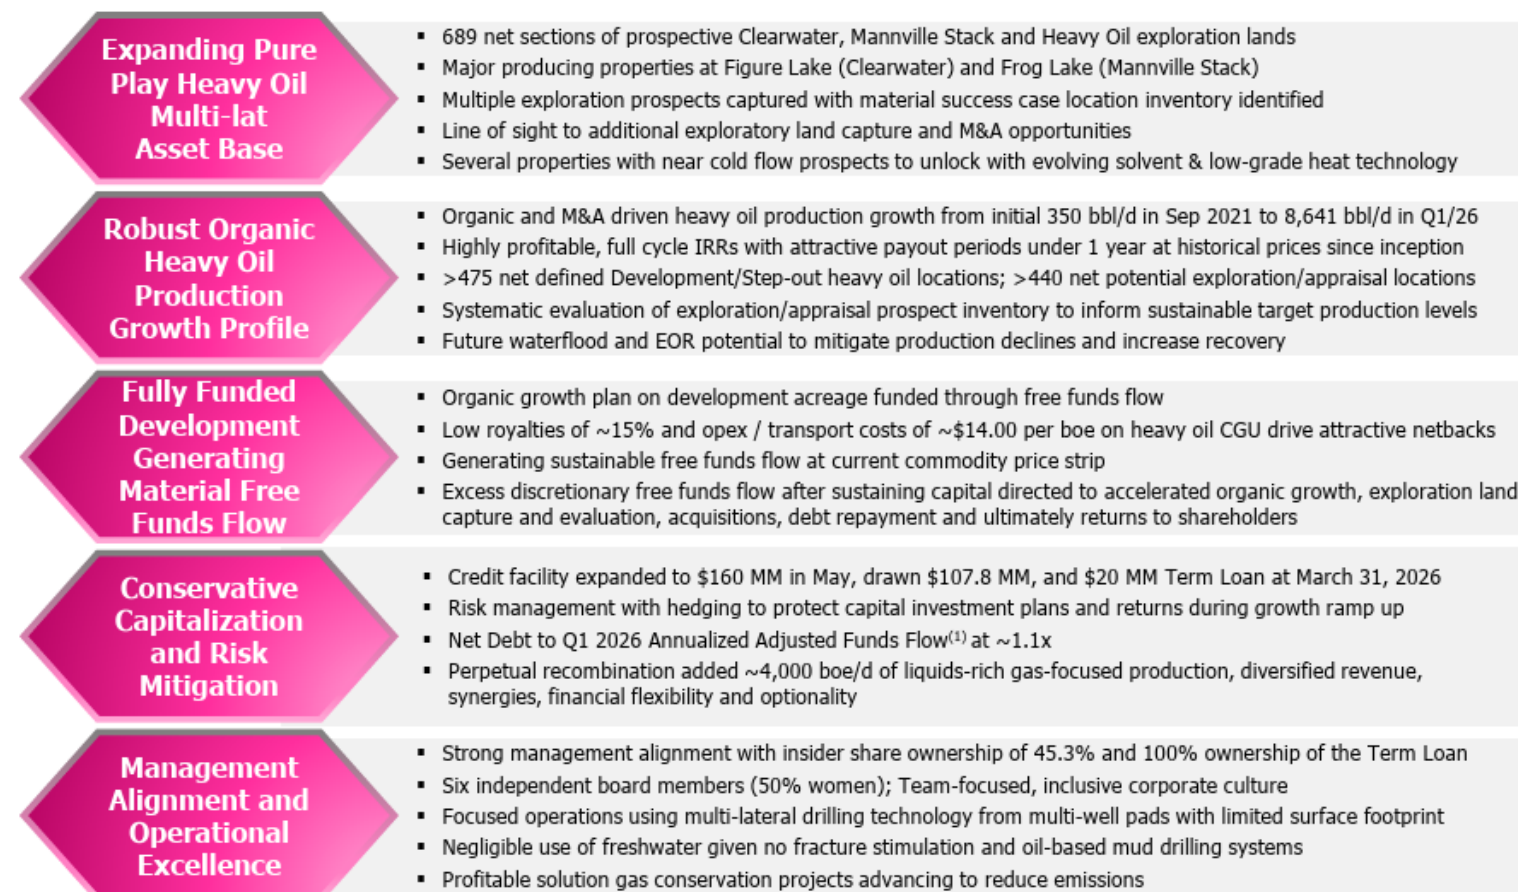 Expanding Pure
Play Heavy Oil
Multi-lat
Asset Base
▪ 689 net sections of prospective Clearwater, Mannville Stack and Heavy Oil exploration lands
▪ Major producing properties at Figure Lake (Clearwater) and Frog Lake (Mannville Stack)
▪ Multiple exploration prospects captured with material success case location inventory identified
▪ Line of sight to additional exploratory land capture and M&A opportunities
▪ Several properties with near cold flow prospects to unlock with evolving solvent & low-grade heat technology
Robust Organic
Heavy Oil
Production
Growth Profile
▪ Organic and M&A driven heavy oil production growth from initial 350 bbl/d in Sep 2021 to 8,641 bbl/d in Q1/26
▪ Highly profitable, full cycle IRRs with attractive payout periods under 1 year at historical prices since inception
▪ >475 net defined Development/Step-out heavy oil locations; >440 net potential exploration/appraisal locations
▪ Systematic evaluation of exploration/appraisal prospect inventory to inform sustainable target production levels
▪ Future waterflood and EOR potential to mitigate production declines and increase recovery
Fully Funded
Development
Generating
Material Free
Funds Flow
▪ Organic growth plan on development acreage funded through free funds flow
▪ Low royalties of ~15% and opex / transport costs of ~$14.00 per boe on heavy oil CGU drive attractive netbacks
▪ Generating sustainable free funds flow at current commodity price strip
▪ Excess discretionary free funds flow after sustaining capital directed to accelerated organic growth, exploration land
capture and evaluation, acquisitions, debt repayment and ultimately returns to shareholders
Conservative
Capitalization
and Risk
Mitigation
▪ Credit facility expanded to $160 MM in May, drawn $107.8 MM, and $20 MM Term Loan at March 31, 2026
▪ Risk management with hedging to protect capital investment plans and returns during growth ramp up
▪ Net Debt to Q1 2026 Annualized Adjusted Funds Flow(1) at ~1.1x
▪ Perpetual recombination added ~4,000 boe/d of liquids-rich gas-focused production, diversified revenue,
synergies, financial flexibility and optionality
Management
Alignment and
Operational
Excellence
▪ Strong management alignment with insider share ownership of 45.3% and 100% ownership of the Term Loan
▪ Six independent board members (50% women); Team-focused, inclusive corporate culture
▪ Focused operations using multi-lateral drilling technology from multi-well pads with limited surface footprint
▪ Negligible use of freshwater given no fracture stimulation and oil-based mud drilling systems
▪ Profitable solution gas conservation projects advancing to reduce emissions